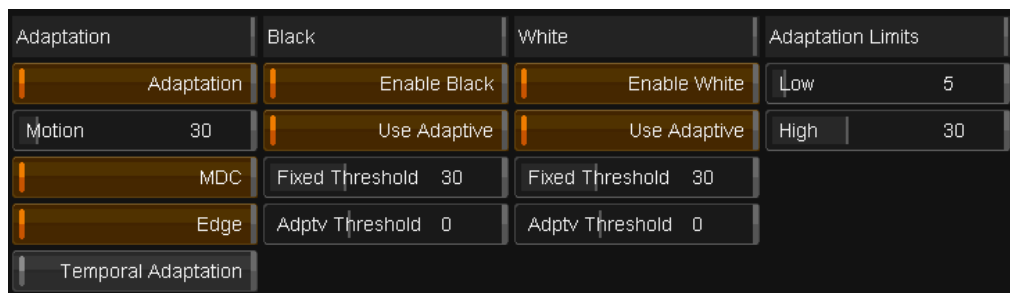 Adaptation Black White Adaptation Limits
Adaptation Enable Black Enable White Low 5
Motion 30 Use Adaptive Use Adaptive High 30
MDC Fixed Threshold 30 Fixed Threshold 30
Edge Adptv Threshold 0 Adptv Threshold 0
Temporal Adaptation